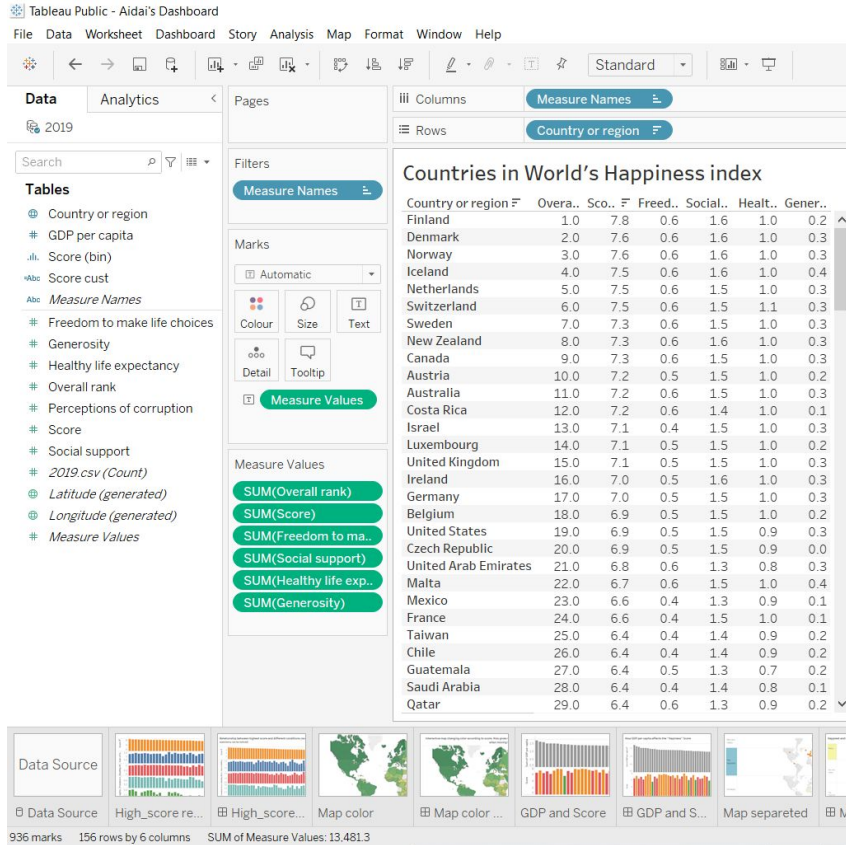 Tableau Public - Aidai's Dashboard
File Data Worksheet Dashboard Story Analysis Map Format Window Help
Standard
Data Analytics
2019
Search
Tables
Country or region
GDP per capita
Score (bin)
Abc Score cust
Abc Measure Names
Freedom to make life choices
Generosity
Healthy life expectancy
Overall rank
Perceptions of corruption
Score
Social support
2019.csv (Count)
Latitude (generated)
Longitude (generated)
Measure Values
Pages
Filters
Measure Names
Marks
Automatic
Colour Size Text
Detail Tooltip
Measure Values
Measure Values
SUM(Overall rank)
SUM(Score)
SUM(Freedom to ma..
SUM(Social support)
SUM(Healthy life exp..
SUM(Generosity)
Columns Measure Names
Rows Country or region
Countries in World's Happiness index
Country or region Overa.. Sco.. Freed.. Social.. Healt.. Gener..
Finland 1.0 7.8 0.6 1.6 1.0 0.2
Denmark 2.0 7.6 0.6 1.6 1.0 0.3
Norway 3.0 7.6 0.6 1.6 1.0 0.3
Iceland 4.0 7.5 0.6 1.6 1.0 0.4
Netherlands 5.0 7.5 0.6 1.5 1.0 0.3
Switzerland 6.0 7.5 0.6 1.5 1.1 0.3
Sweden 7.0 7.3 0.6 1.5 1.0 0.3
New Zealand 8.0 7.3 0.6 1.6 1.0 0.3
Canada 9.0 7.3 0.6 1.5 1.0 0.3
Austria 10.0 7.2 0.5 1.5 1.0 0.2
Australia 11.0 7.2 0.6 1.5 1.0 0.3
Costa Rica 12.0 7.2 0.6 1.4 1.0 0.1
Israel 13.0 7.1 0.4 1.5 1.0 0.3
Luxembourg 14.0 7.1 0.5 1.5 1.0 0.2
United Kingdom 15.0 7.1 0.5 1.5 1.0 0.3
Ireland 16.0 7.0 0.5 1.6 1.0 0.3
Germany 17.0 7.0 0.5 1.5 1.0 0.3
Belgium 18.0 6.9 0.5 1.5 1.0 0.2
United States 19.0 6.9 0.5 1.5 0.9 0.3
Czech Republic 20.0 6.9 0.5 1.5 0.9 0.0
United Arab Emirates 21.0 6.8 0.6 1.3 0.8 0.3
Malta 22.0 6.7 0.6 1.5 1.0 0.4
Mexico 23.0 6.6 0.4 1.3 0.9 0.1
France 24.0 6.6 0.4 1.5 1.0 0.1
Taiwan 25.0 6.4 0.4 1.4 0.9 0.2
Chile 26.0 6.4 0.4 1.4 0.9 0.2
Guatemala 27.0 6.4 0.5 1.3 0.7 0.2
Saudi Arabia 28.0 6.4 0.4 1.4 0.8 0.1
Qatar 29.0 6.4 0.6 1.3 0.9 0.2
Data Source
Data Source High_score re... High_score... Map color Map color ... GDP and Score GDP and S... Map separeted M
936 marks 156 rows by 6 columns SUM of Measure Values: 13,481.3